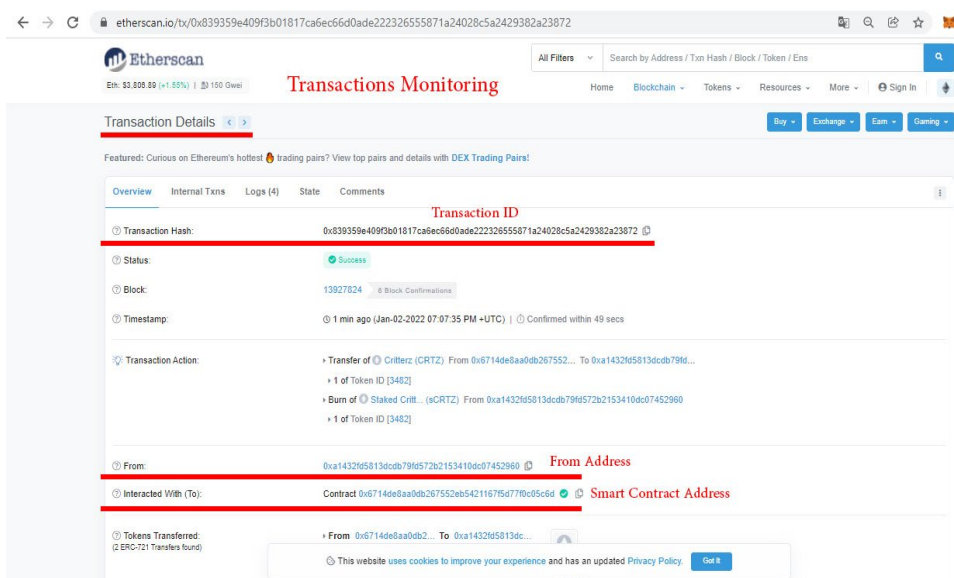 etherscan.io/tx/0x839359e409f3b01817ca6ec66d0ade222326555871a24028c5a2429382a23872
Etherscan
All Filters
Search by Address / Txn Hash / Block / Token / Ens
Eth: $3,806.89 (+1.55%) | 150 Gwei
Transactions Monitoring
Home Blockchain Tokens Resources More Sign In
Transaction Details
Buy Exchange Earn Gaming
Featured: Curious on Ethereum's hottest trading pairs? View top pairs and details with DEX Trading Pairs!
Overview Internal Txns Logs (4) State Comments
Transaction ID
Transaction Hash: 0x839359e409f3b01817ca6ec66d0ade222326555871a24028c5a2429382a23872
Status: Success
Block: 13927824 6 Block Confirmations
Timestamp: 1 min ago (Jan-02-2022 07:07:35 PM +UTC) | Confirmed within 49 secs
Transaction Action: Transfer of Critterz (CRTZ) From 0x6714de8aa0db267552... To 0xa1432fd5813dcdb79fd...
1 of Token ID [3482]
Burn of Staked Critt... (sCRTZ) From 0xa1432fd5813dcdb79fd572b2153410dc07452960
1 of Token ID [3482]
From: 0xa1432fd5813dcdb79fd572b2153410dc07452960 From Address
Interacted With (To): Contract 0x6714de8aa0db267552eb5421167f5d77f0c05c6d Smart Contract Address
Tokens Transferred: From 0x6714de8aa0db2... To 0xa1432fd5813dc...
(2 ERC-721 Transfers found)
This website uses cookies to improve your experience and has an updated Privacy Policy. Got It